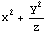 x² + y²/z